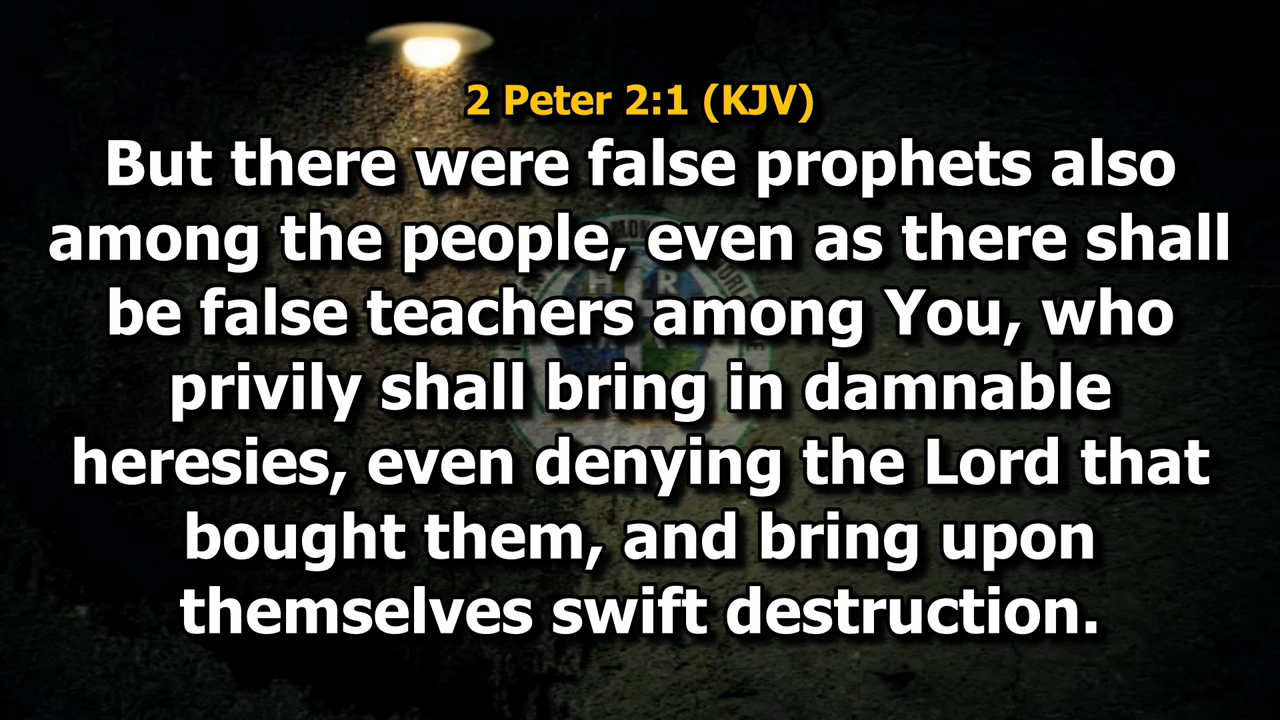 2 Peter 2:1 (KJV)
But there were false prophets also
among the people, even as there shall
be false teachers among You, who
privily shall bring in damnable
heresies, even denying the Lord that
bought them, and bring upon
themselves swift destruction.